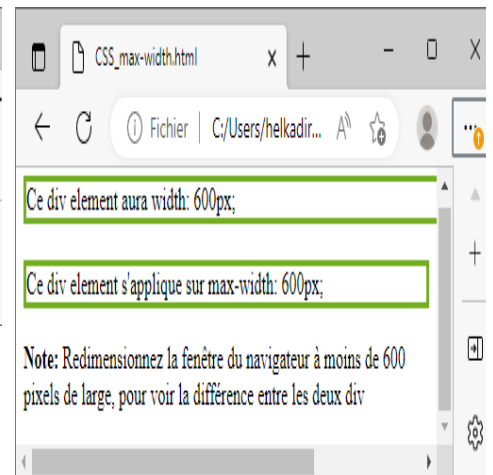 CSS_max-width.html
Fichier | C:/Users/helkadir...
Ce div element aura width: 600px;
Ce div element s'applique sur max-width: 600px;
Note: Redimensionnez la fenêtre du navigateur à moins de 600
pixels de large, pour voir la différence entre les deux div